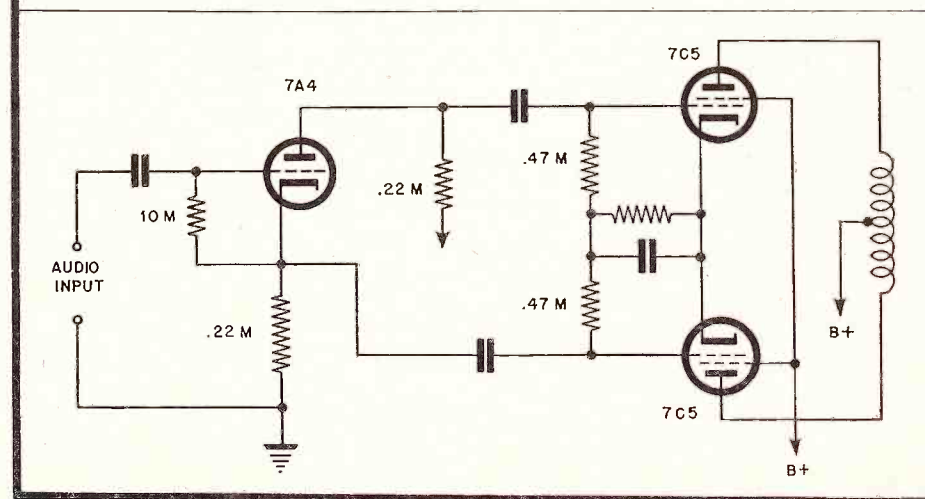 7C5
7A4
.47 M
.22 M
10 M
AUDIO
INPUT
.47 M
.22 M
B+
7C5
B+